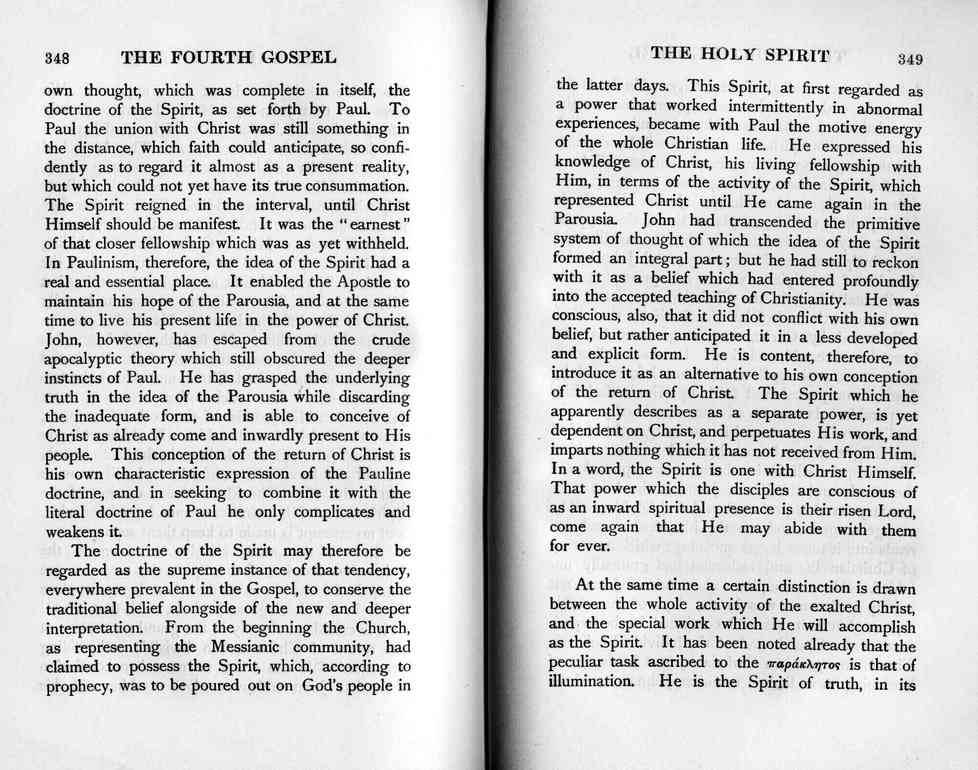 348 THE FOURTH GOSPEL
own thought, which was complete in itself, the
doctrine of the Spirit, as set forth by Paul. To
Paul the union with Christ was still something in
the distance, which faith could anticipate, so confi-
dently as to regard it almost as a present reality,
but which could not yet have its true consummation.
The Spirit reigned in the interval, until Christ
Himself should be manifest. It was the "earnest"
of that closer fellowship which was as yet withheld.
In Paulinism, therefore, the idea of the Spirit had a
real and essential place. It enabled the Apostle to
maintain his hope of the Parousia, and at the same
time to live his present life in the power of Christ.
John, however, has escaped from the crude
apocalyptic theory which still obscured the deeper
instincts of Paul. He has grasped the underlying
truth in the idea of the Parousia while discarding
the inadequate form, and is able to conceive of
Christ as already come and inwardly present to His
people. This conception of the return of Christ is
his own characteristic expression of the Pauline
doctrine, and in seeking to combine it with the
literal doctrine of Paul he only complicates and
weakens it.
The doctrine of the Spirit may therefore be
regarded as the supreme instance of that tendency,
everywhere prevalent in the Gospel, to conserve the
traditional belief alongside of the new and deeper
interpretation. From the beginning the Church,
as representing the Messianic community, had
claimed to possess the Spirit, which, according to
prophecy, was to be poured out on God's people in
THE HOLY SPIRIT 349
the latter days. This Spirit, at first regarded as
a power that worked intermittently in abnormal
experiences, became with Paul the motive energy
of the whole Christian life. He expressed his
knowledge of Christ, his living fellowship with
Him, in terms of the activity of the Spirit, which
represented Christ until He came again in the
Parousia. John had transcended the primitive
system of thought of which the idea of the Spirit
formed an integral part; but he had still to reckon
with it as a belief which had entered profoundly
into the accepted teaching of Christianity. He was
conscious, also, that it did not conflict with his own
belief, but rather anticipated it in a less developed
and explicit form. He is content, therefore, to
introduce it as an alternative to his own conception
of the return of Christ. The Spirit which he
apparently describes as a separate power, is yet
dependent on Christ, and perpetuates His work, and
imparts nothing which it has not received from Him.
In a word, the Spirit is one with Christ Himself.
That power which the disciples are conscious of
as an inward spiritual presence is their risen Lord,
come again that He may abide with them
for ever.
At the same time a certain distinction is drawn
between the whole activity of the exalted Christ,
and the special work which He will accomplish
as the Spirit. It has been noted already that the
peculiar task ascribed to the παράκλητος is that of
illumination. He is the Spirit of truth, in its